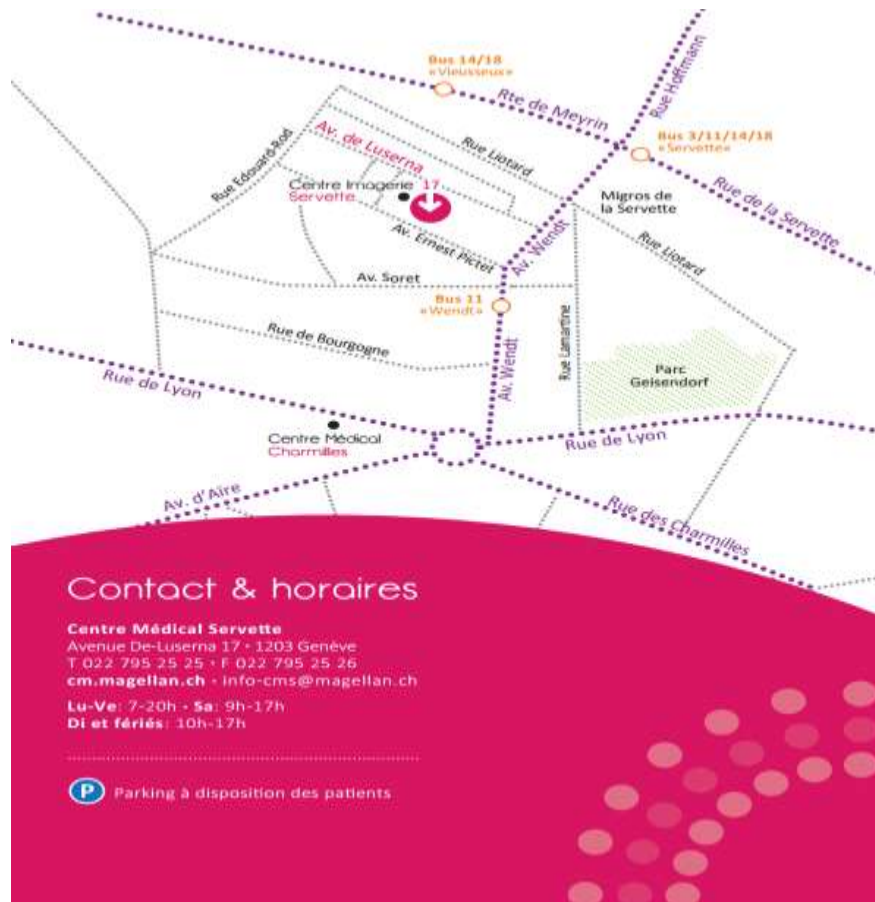 Bus 14/18
«Vieusseux»
Rte de Meyrin
Rue Hoffmann
Bus 3/11/14/18
«Servette»
Rue de la Servette
Rue Liotard
Av. de Luserna
Rue Edouard-Rod
Centre Imagerie 17
Servette
Migros de
la Servette
Av. Wendt
Rue Liotard
Av. Ernest Pictet
Av. Soret
Bus 11
«Wendt»
Rue de Bourgogne
Av. Wendt
Rue Lamartine
Parc
Geisendorf
Rue de Lyon
Centre Médical
Charmilles
Rue de Lyon
Av. d'Aïre
Rue des Charmilles
Contact & horaires
Centre Médical Servette
Avenue De-Luserna 17 • 1203 Genève
T 022 795 25 25 • F 022 795 25 26
cm.magellan.ch • info-cms@magellan.ch
Lu-Ve: 7-20h • Sa: 9h-17h
Di et fériés: 10h-17h
P Parking à disposition des patients